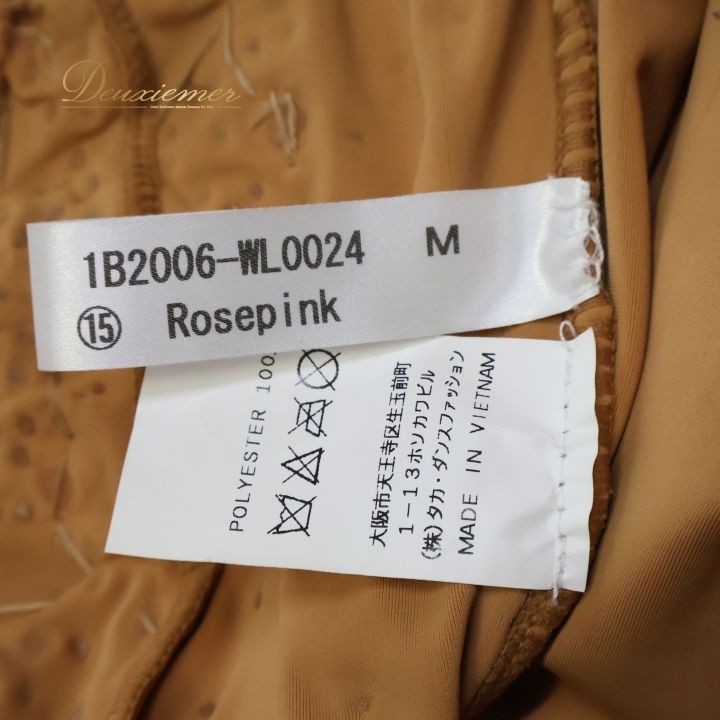 Deuxiemer
1B2006-WL0024 M
⑮ Rosepink
POLYESTER 100
大阪市天王寺区生玉前町
1-13ホソカワビル
(株)タカ・ダンスファッション
MADE IN VIETNAM